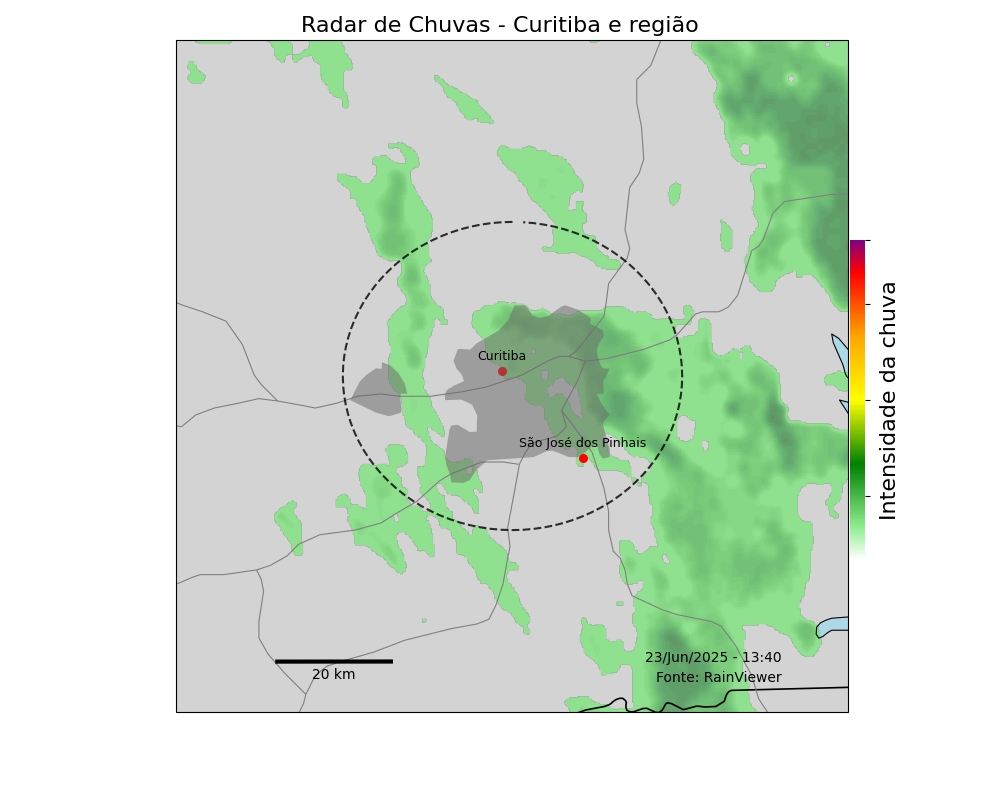 Radar de Chuvas - Curitiba e região
Curitiba
São José dos Pinhais
Intensidade da chuva
23/Jun/2025 - 13:40
Fonte: RainViewer
20 km